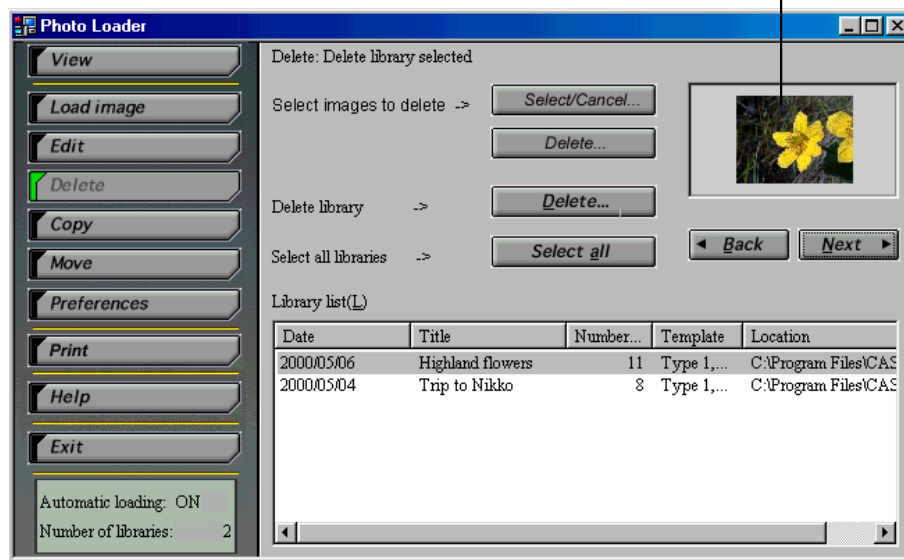 Photo Loader
View
Load image
Edit
Delete
Copy
Move
Preferences
Print
Help
Exit
Automatic loading: ON
Number of libraries: 2
Delete: Delete library selected
Select images to delete -> Select/Cancel...
Delete...
Delete library -> Delete...
Select all libraries -> Select all
Back Next
Library list(L)
Date Title Number... Template Location
2000/05/06 Highland flowers 11 Type 1,... C:\Program Files\CAS
2000/05/04 Trip to Nikko 8 Type 1,... C:\Program Files\CAS